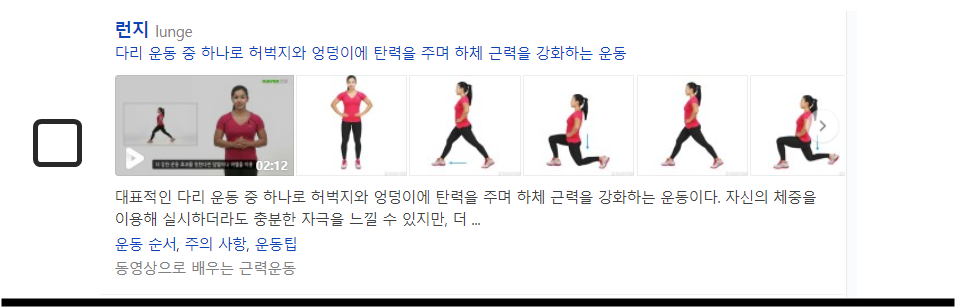 런지 lunge
다리 운동 중 하나로 허벅지와 엉덩이에 탄력을 주며 하체 근력을 강화하는 운동
02:12
대표적인 다리 운동 중 하나로 허벅지와 엉덩이에 탄력을 주며 하체 근력을 강화하는 운동이다. 자신의 체중을
이용해 실시하더라도 충분한 자극을 느낄 수 있지만, 더 ...
운동 순서, 주의 사항, 운동팁
동영상으로 배우는 근력운동